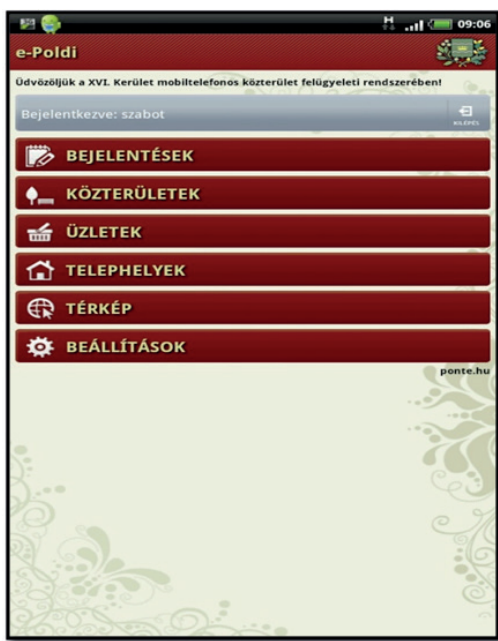 H 09:06
e-Poldi
Üdvözöljük a XVI. Kerület mobiltelefonos közterület felügyeleti rendszerében!
Bejelentkezve: szabot
KILÉPÉS
BEJELENTÉSEK
KÖZTERÜLETEK
ÜZLETEK
TELEPHELYEK
TÉRKÉP
BEÁLLÍTÁSOK
ponte.hu